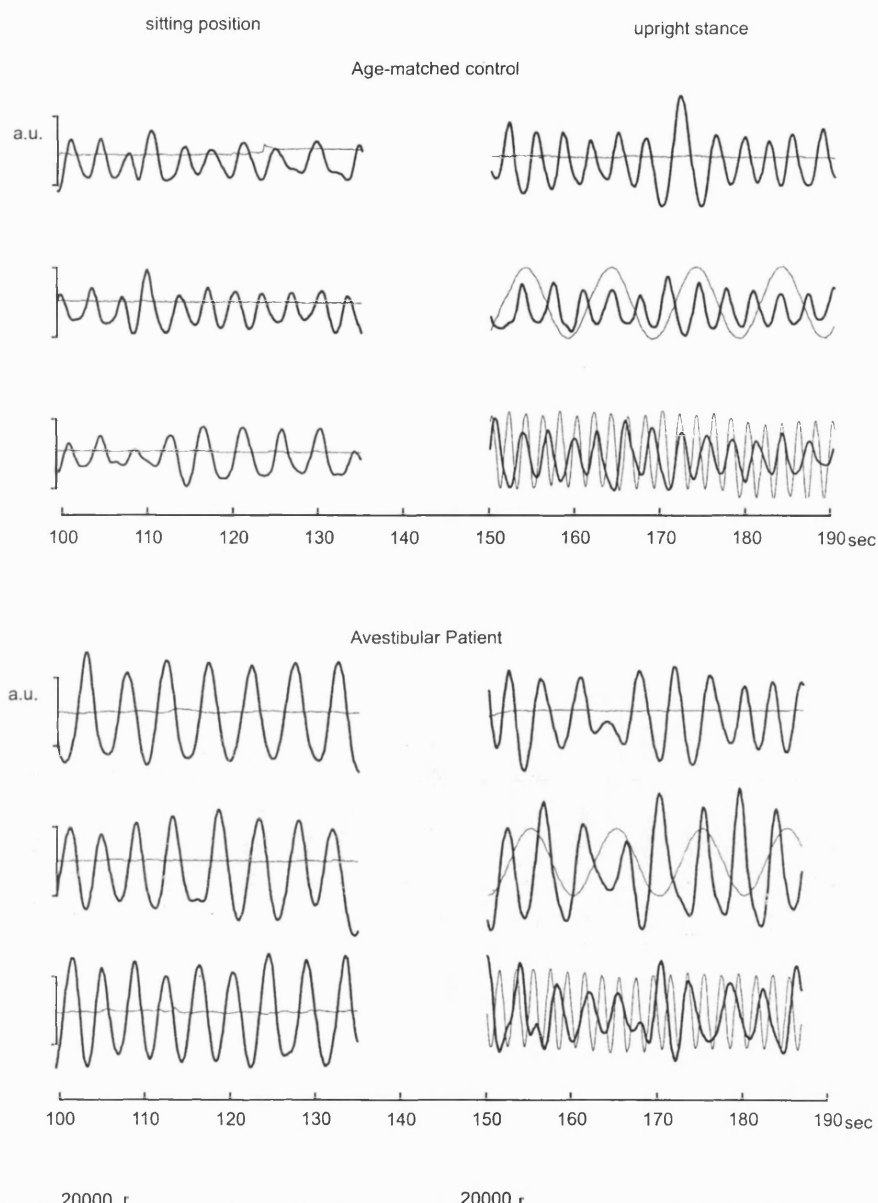 sitting position
upright stance
Age-matched control
a.u.
100 110 120 130 140 150 160 170 180 190 sec
Avestibular Patient
a.u.
100 110 120 130 140 150 160 170 180 190 sec
20000 20000